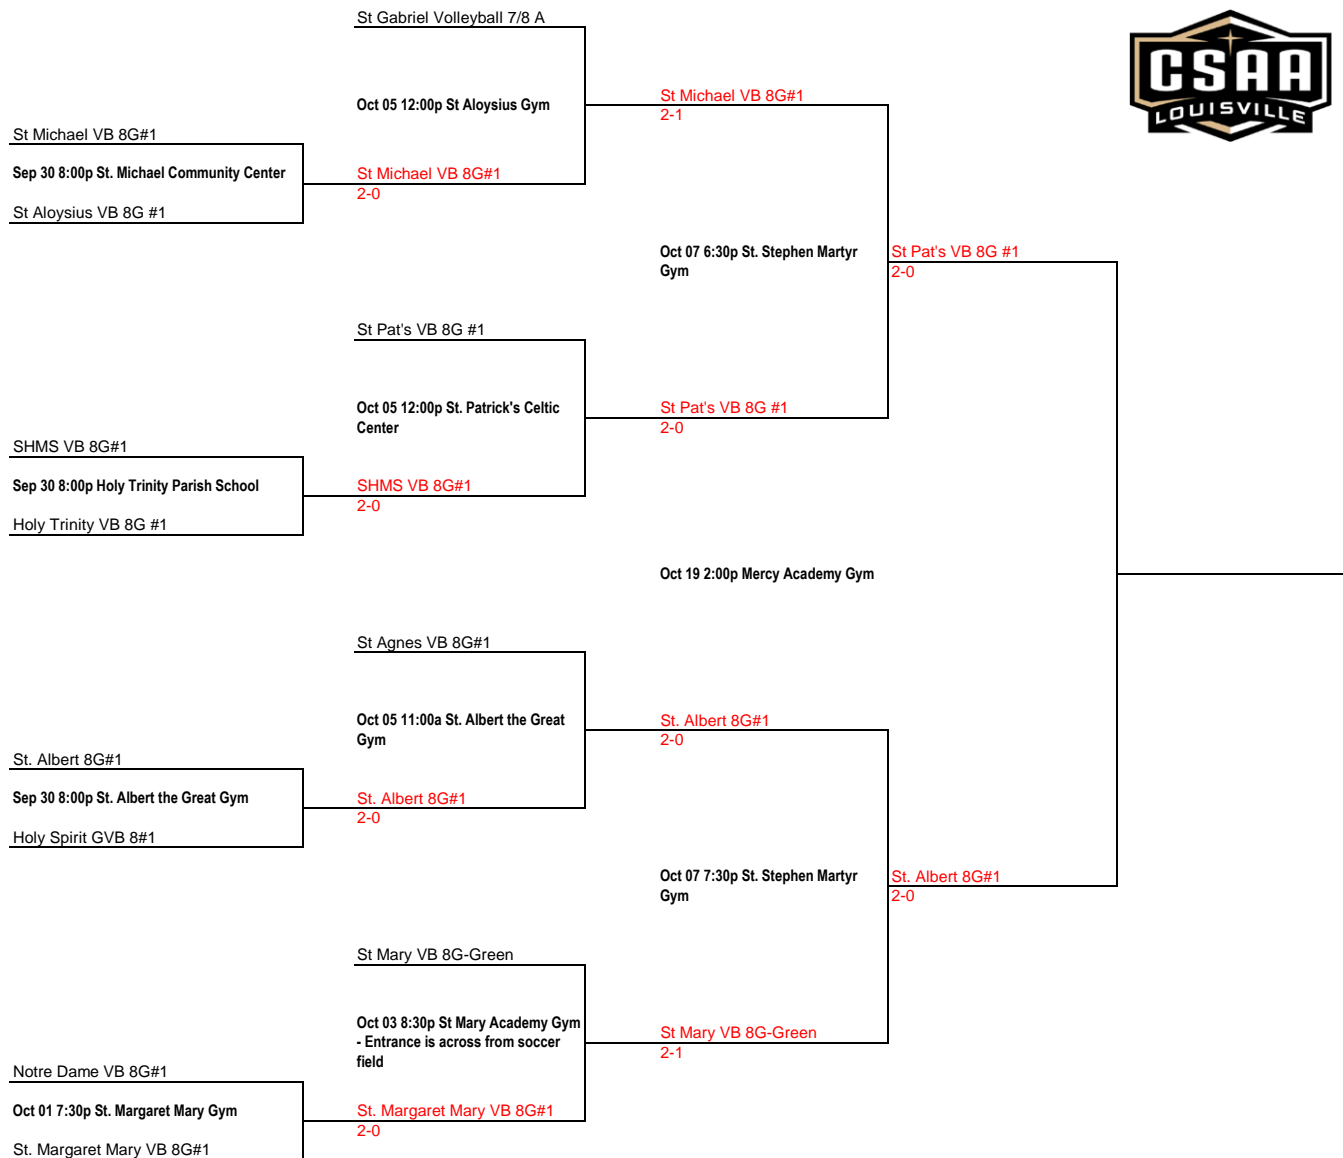 St Gabriel Volleyball 7/8 A
CSAA
LOUISVILLE
Oct 05 12:00p St Aloysius Gym
St Michael VB 8G#1
2-1
St Michael VB 8G#1
Sep 30 8:00p St. Michael Community Center
St Michael VB 8G#1
2-0
St Aloysius VB 8G #1
Oct 07 6:30p St. Stephen Martyr
Gym
St Pat's VB 8G #1
2-0
St Pat's VB 8G #1
Oct 05 12:00p St. Patrick's Celtic
Center
St Pat's VB 8G #1
2-0
SHMS VB 8G#1
Sep 30 8:00p Holy Trinity Parish School
SHMS VB 8G#1
2-0
Holy Trinity VB 8G #1
Oct 19 2:00p Mercy Academy Gym
St Agnes VB 8G#1
Oct 05 11:00a St. Albert the Great
Gym
St. Albert 8G#1
2-0
St. Albert 8G#1
Sep 30 8:00p St. Albert the Great Gym
St. Albert 8G#1
2-0
Holy Spirit GVB 8#1
Oct 07 7:30p St. Stephen Martyr
Gym
St. Albert 8G#1
2-0
St Mary VB 8G-Green
Oct 03 8:30p St Mary Academy Gym
- Entrance is across from soccer
field
St Mary VB 8G-Green
2-1
Notre Dame VB 8G#1
Oct 01 7:30p St. Margaret Mary Gym
St. Margaret Mary VB 8G#1
2-0
St. Margaret Mary VB 8G#1